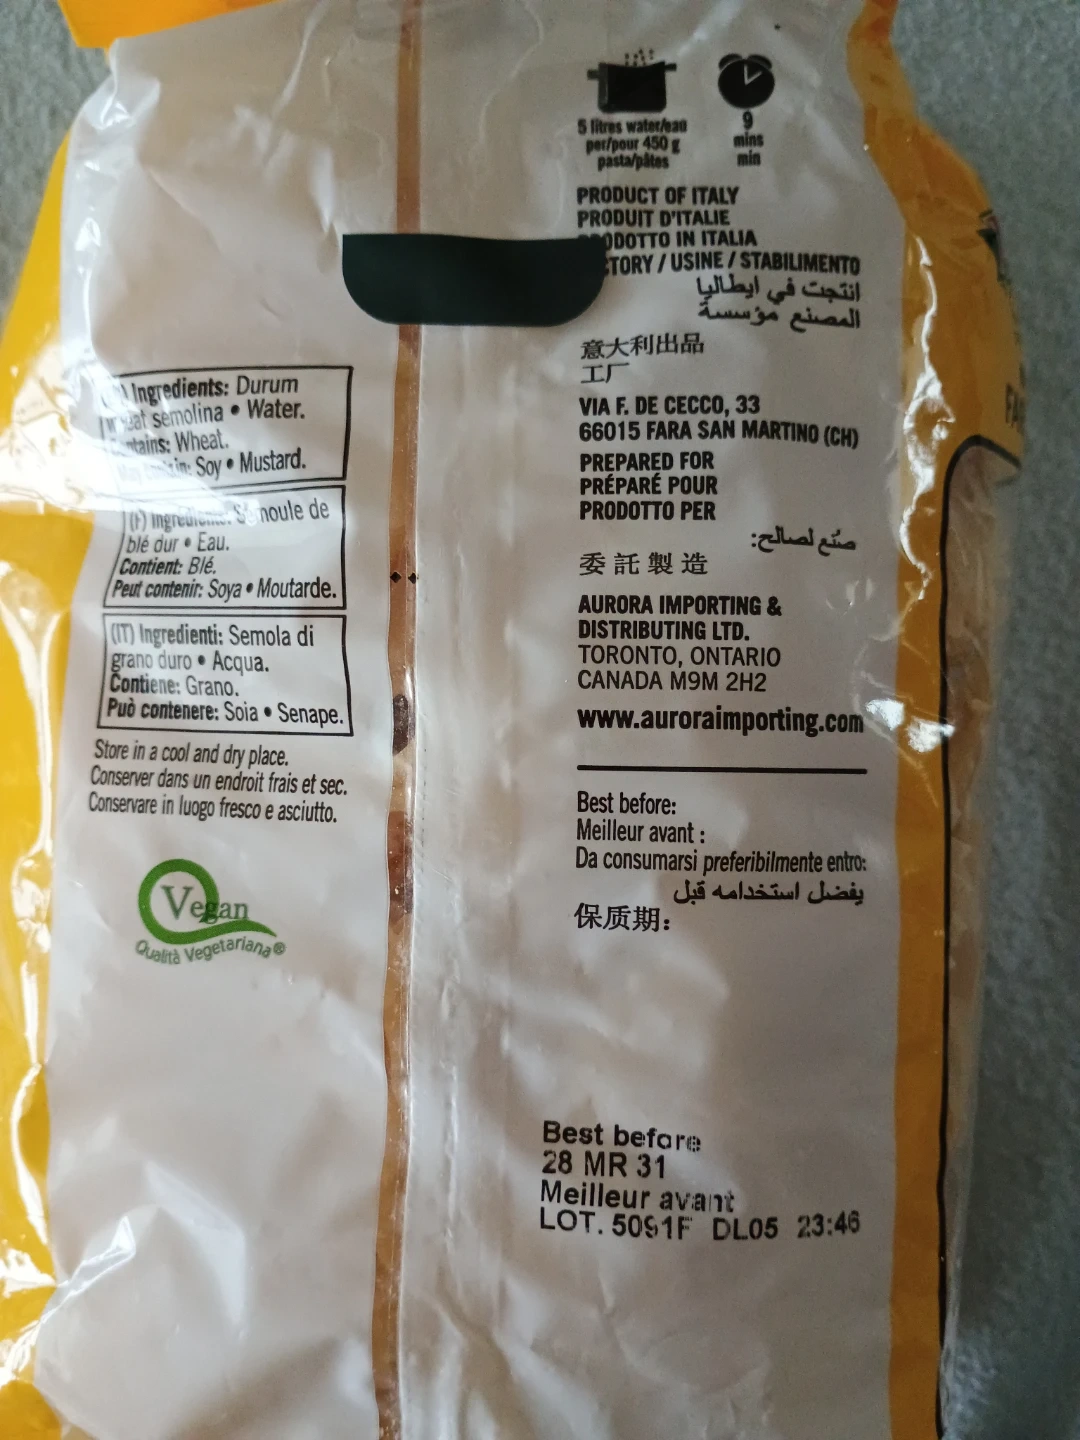 5 litres water/eau
per/pour 450 g
pasta/pâtes
9
mins
min
PRODUCT OF ITALY
PRODUIT D'ITALIE
ODOTTO IN ITALIA
TORY / USINE / STABILIMENTO
انتجت في ايطاليا
المصنع مؤسسة
意大利出品
工厂
VIA F. DE CECCO, 33
66015 FARA SAN MARTINO (CH)
PREPARED FOR
PRÉPARÉ POUR
PRODOTTO PER
صنع لصالح:
委託製造
AURORA IMPORTING &
DISTRIBUTING LTD.
TORONTO, ONTARIO
CANADA M9M 2H2
www.auroraimporting.com
Best before:
Meilleur avant :
Da consumarsi preferibilmente entro:
يفضل استخدامه قبل
保质期:
Best before
28 MR 31
Meilleur avant
LOT. 5091F DL05 23:46
Ingredients: Durum
semolina • Water.
Wheat.
Soy • Mustard.
(F) Semoule de
blé dur • Eau.
Contient: Blé.
Peut contenir: Soya • Moutarde.
(IT) Ingredienti: Semola di
grano duro • Acqua.
Contiene: Grano.
Può contenere: Soia • Senape.
Store in a cool and dry place.
Conserver dans un endroit frais et sec.
Conservare in luogo fresco e asciutto.
Vegan
Qualità Vegetariana®
FA